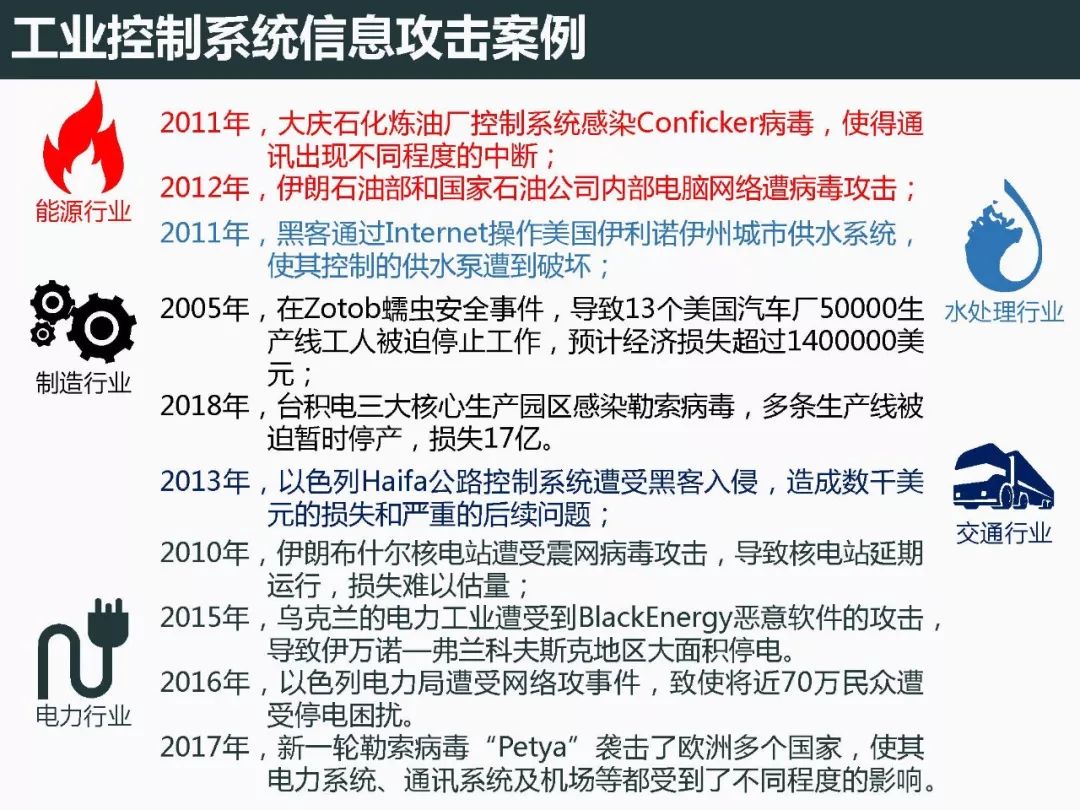 工业控制系统信息攻击案例
能源行业
2011年，大庆石化炼油厂控制系统感染Conficker病毒，使得通
讯出现不同程度的中断；
2012年，伊朗石油部和国家石油公司内部电脑网络遭病毒攻击；
2011年，黑客通过Internet操作美国伊利诺伊州城市供水系统，
使其控制的供水泵遭到破坏；
水处理行业
制造行业
2005年，在Zotob蠕虫安全事件，导致13个美国汽车厂50000生
产线工人被迫停止工作，预计经济损失超过1400000美
元；
2018年，台积电三大核心生产园区感染勒索病毒，多条生产线被
迫暂时停产，损失17亿。
2013年，以色列Haifa公路控制系统遭受黑客入侵，造成数千美
元的损失和严重的后续问题；
交通行业
2010年，伊朗布什尔核电站遭受震网病毒攻击，导致核电站延期
运行，损失难以估量；
2015年，乌克兰的电力工业遭受到BlackEnergy恶意软件的攻击，
导致伊万诺—弗兰科夫斯克地区大面积停电。
2016年，以色列电力局遭受网络攻事件，致使将近70万民众遭
受停电困扰。
电力行业
2017年，新一轮勒索病毒“Petya”袭击了欧洲多个国家，使其
电力系统、通讯系统及机场等都受到了不同程度的影响。